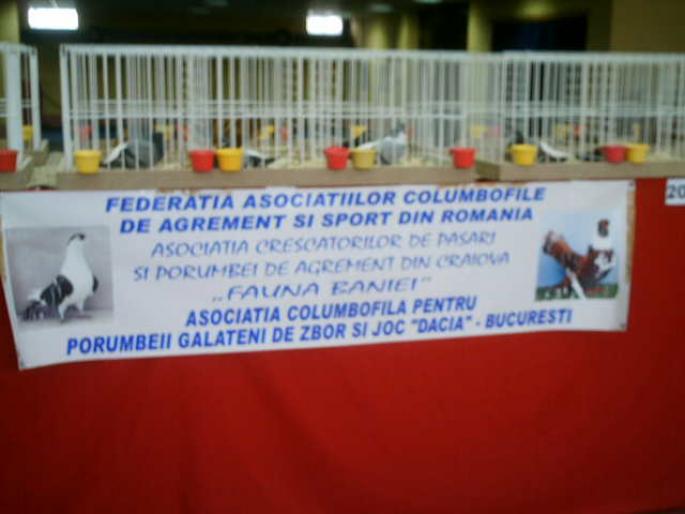 FEDERATIA ASOCIATIILOR COLUMBOFILE
DE AGREMENT SI SPORT DIN ROMANIA
ASOCIATIA CRESCATORILOR DE PASARI
SI PORUMBEI DE AGREMENT DIN CRAIOVA
„FAUNA BANIEI”
ASOCIATIA COLUMBOFILA PENTRU
PORUMBEII GALATENI DE ZBOR SI JOC "DACIA" - BUCURESTI
20